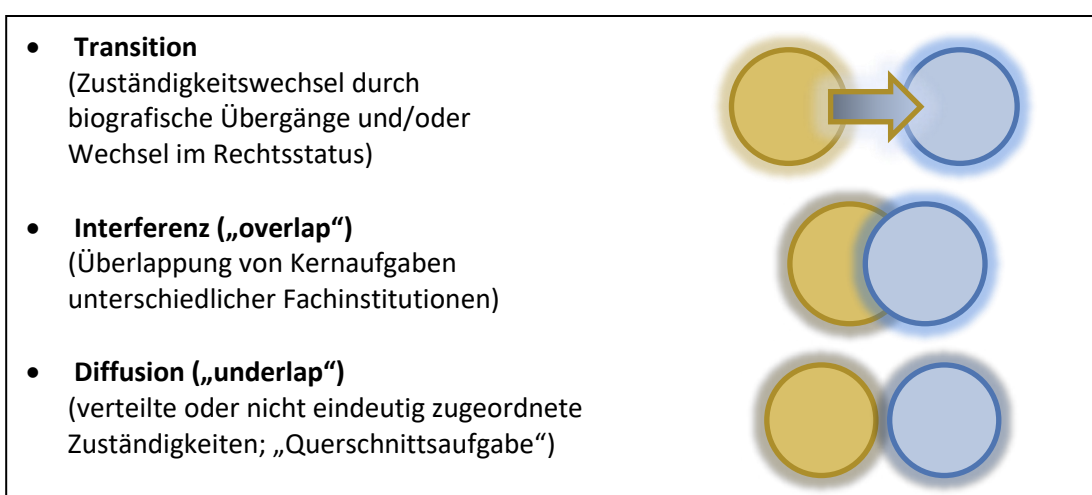 • Transition
(Zuständigkeitswechsel durch
biografische Übergänge und/oder
Wechsel im Rechtsstatus)
• Interferenz („overlap“)
(Überlappung von Kernaufgaben
unterschiedlicher Fachinstitutionen)
• Diffusion („underlap“)
(verteilte oder nicht eindeutig zugeordnete
Zuständigkeiten; „Querschnittsaufgabe“)